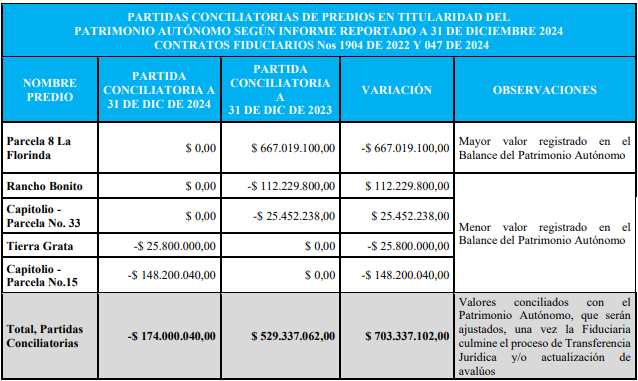 PARTIDAS CONCILIATORIAS DE PREDIOS EN TITULARIDAD DEL
PATRIMONIO AUTÓNOMO SEGÚN INFORME REPORTADO A 31 DE DICIEMBRE 2024
CONTRATOS FIDUCIARIOS Nos 1904 DE 2022 Y 047 DE 2024
NOMBRE
PREDIO
PARTIDA
CONCILIATORIA A
31 DE DIC DE 2024
PARTIDA
CONCILIATORIA
A
31 DE DIC DE 2023
VARIACIÓN
OBSERVACIONES
Parcela 8 La
Florinda
$ 0,00
$ 667.019.100,00
-$ 667.019.100,00
Mayor valor registrado en el
Balance del Patrimonio Autónomo
Rancho Bonito
$ 0,00
-$ 112.229.800,00
$ 112.229.800,00
Capitolio -
Parcela No. 33
$ 0,00
-$ 25.452.238,00
$ 25.452.238,00
Menor valor registrado en el
Balance del Patrimonio Autónomo
Tierra Grata
-$ 25.800.000,00
$ 0,00
-$ 25.800.000,00
Capitolio -
Parcela No.15
-$ 148.200.040,00
$ 0,00
-$ 148.200.040,00
Total, Partidas
Conciliatorias
-$ 174.000.040,00
$ 529.337.062,00
$ 703.337.102,00
Valores conciliados con el
Patrimonio Autónomo, que serán
ajustados, una vez la Fiduciaria
culmine el proceso de Transferencia
Jurídica y/o actualización de
avalúos